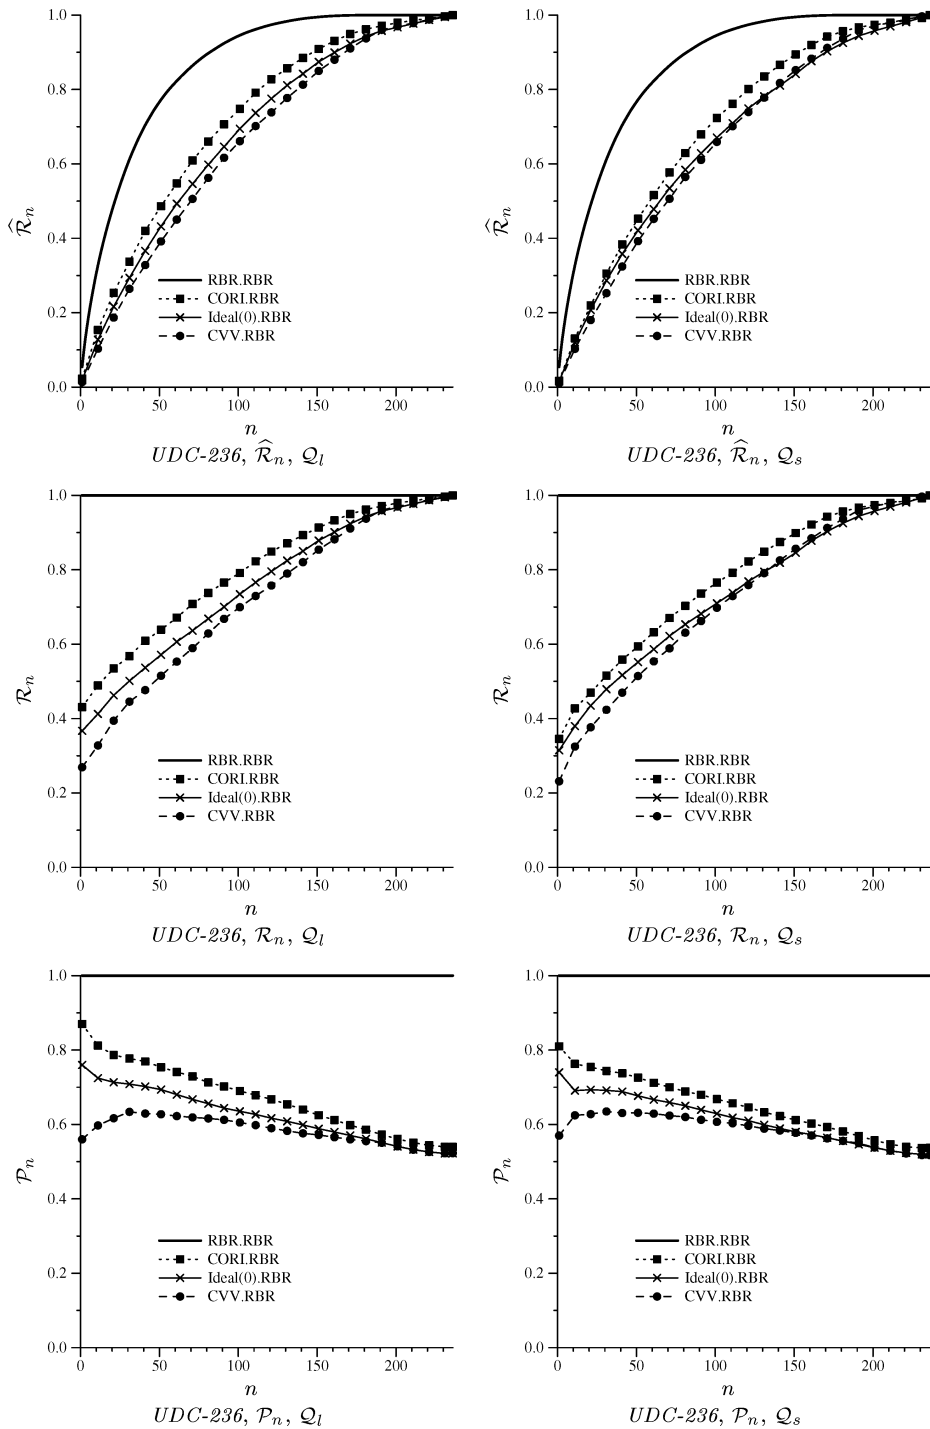 1.0
0.8
0.6
0.4
0.2
0.0
R̂n
RBR.RBR
CORI.RBR
Ideal(0).RBR
CVV.RBR
0 50 100 150 200
n
UDC-236, R̂n, Ql
1.0
0.8
0.6
0.4
0.2
0.0
R̂n
RBR.RBR
CORI.RBR
Ideal(0).RBR
CVV.RBR
0 50 100 150 200
n
UDC-236, R̂n, Qs
1.0
0.8
0.6
0.4
0.2
0.0
Rn
RBR.RBR
CORI.RBR
Ideal(0).RBR
CVV.RBR
0 50 100 150 200
n
UDC-236, Rn, Ql
1.0
0.8
0.6
0.4
0.2
0.0
Rn
RBR.RBR
CORI.RBR
Ideal(0).RBR
CVV.RBR
0 50 100 150 200
n
UDC-236, Rn, Qs
1.0
0.8
0.6
0.4
0.2
0.0
Pn
RBR.RBR
CORI.RBR
Ideal(0).RBR
CVV.RBR
0 50 100 150 200
n
UDC-236, Pn, Ql
1.0
0.8
0.6
0.4
0.2
0.0
Pn
RBR.RBR
CORI.RBR
Ideal(0).RBR
CVV.RBR
0 50 100 150 200
n
UDC-236, Pn, Qs